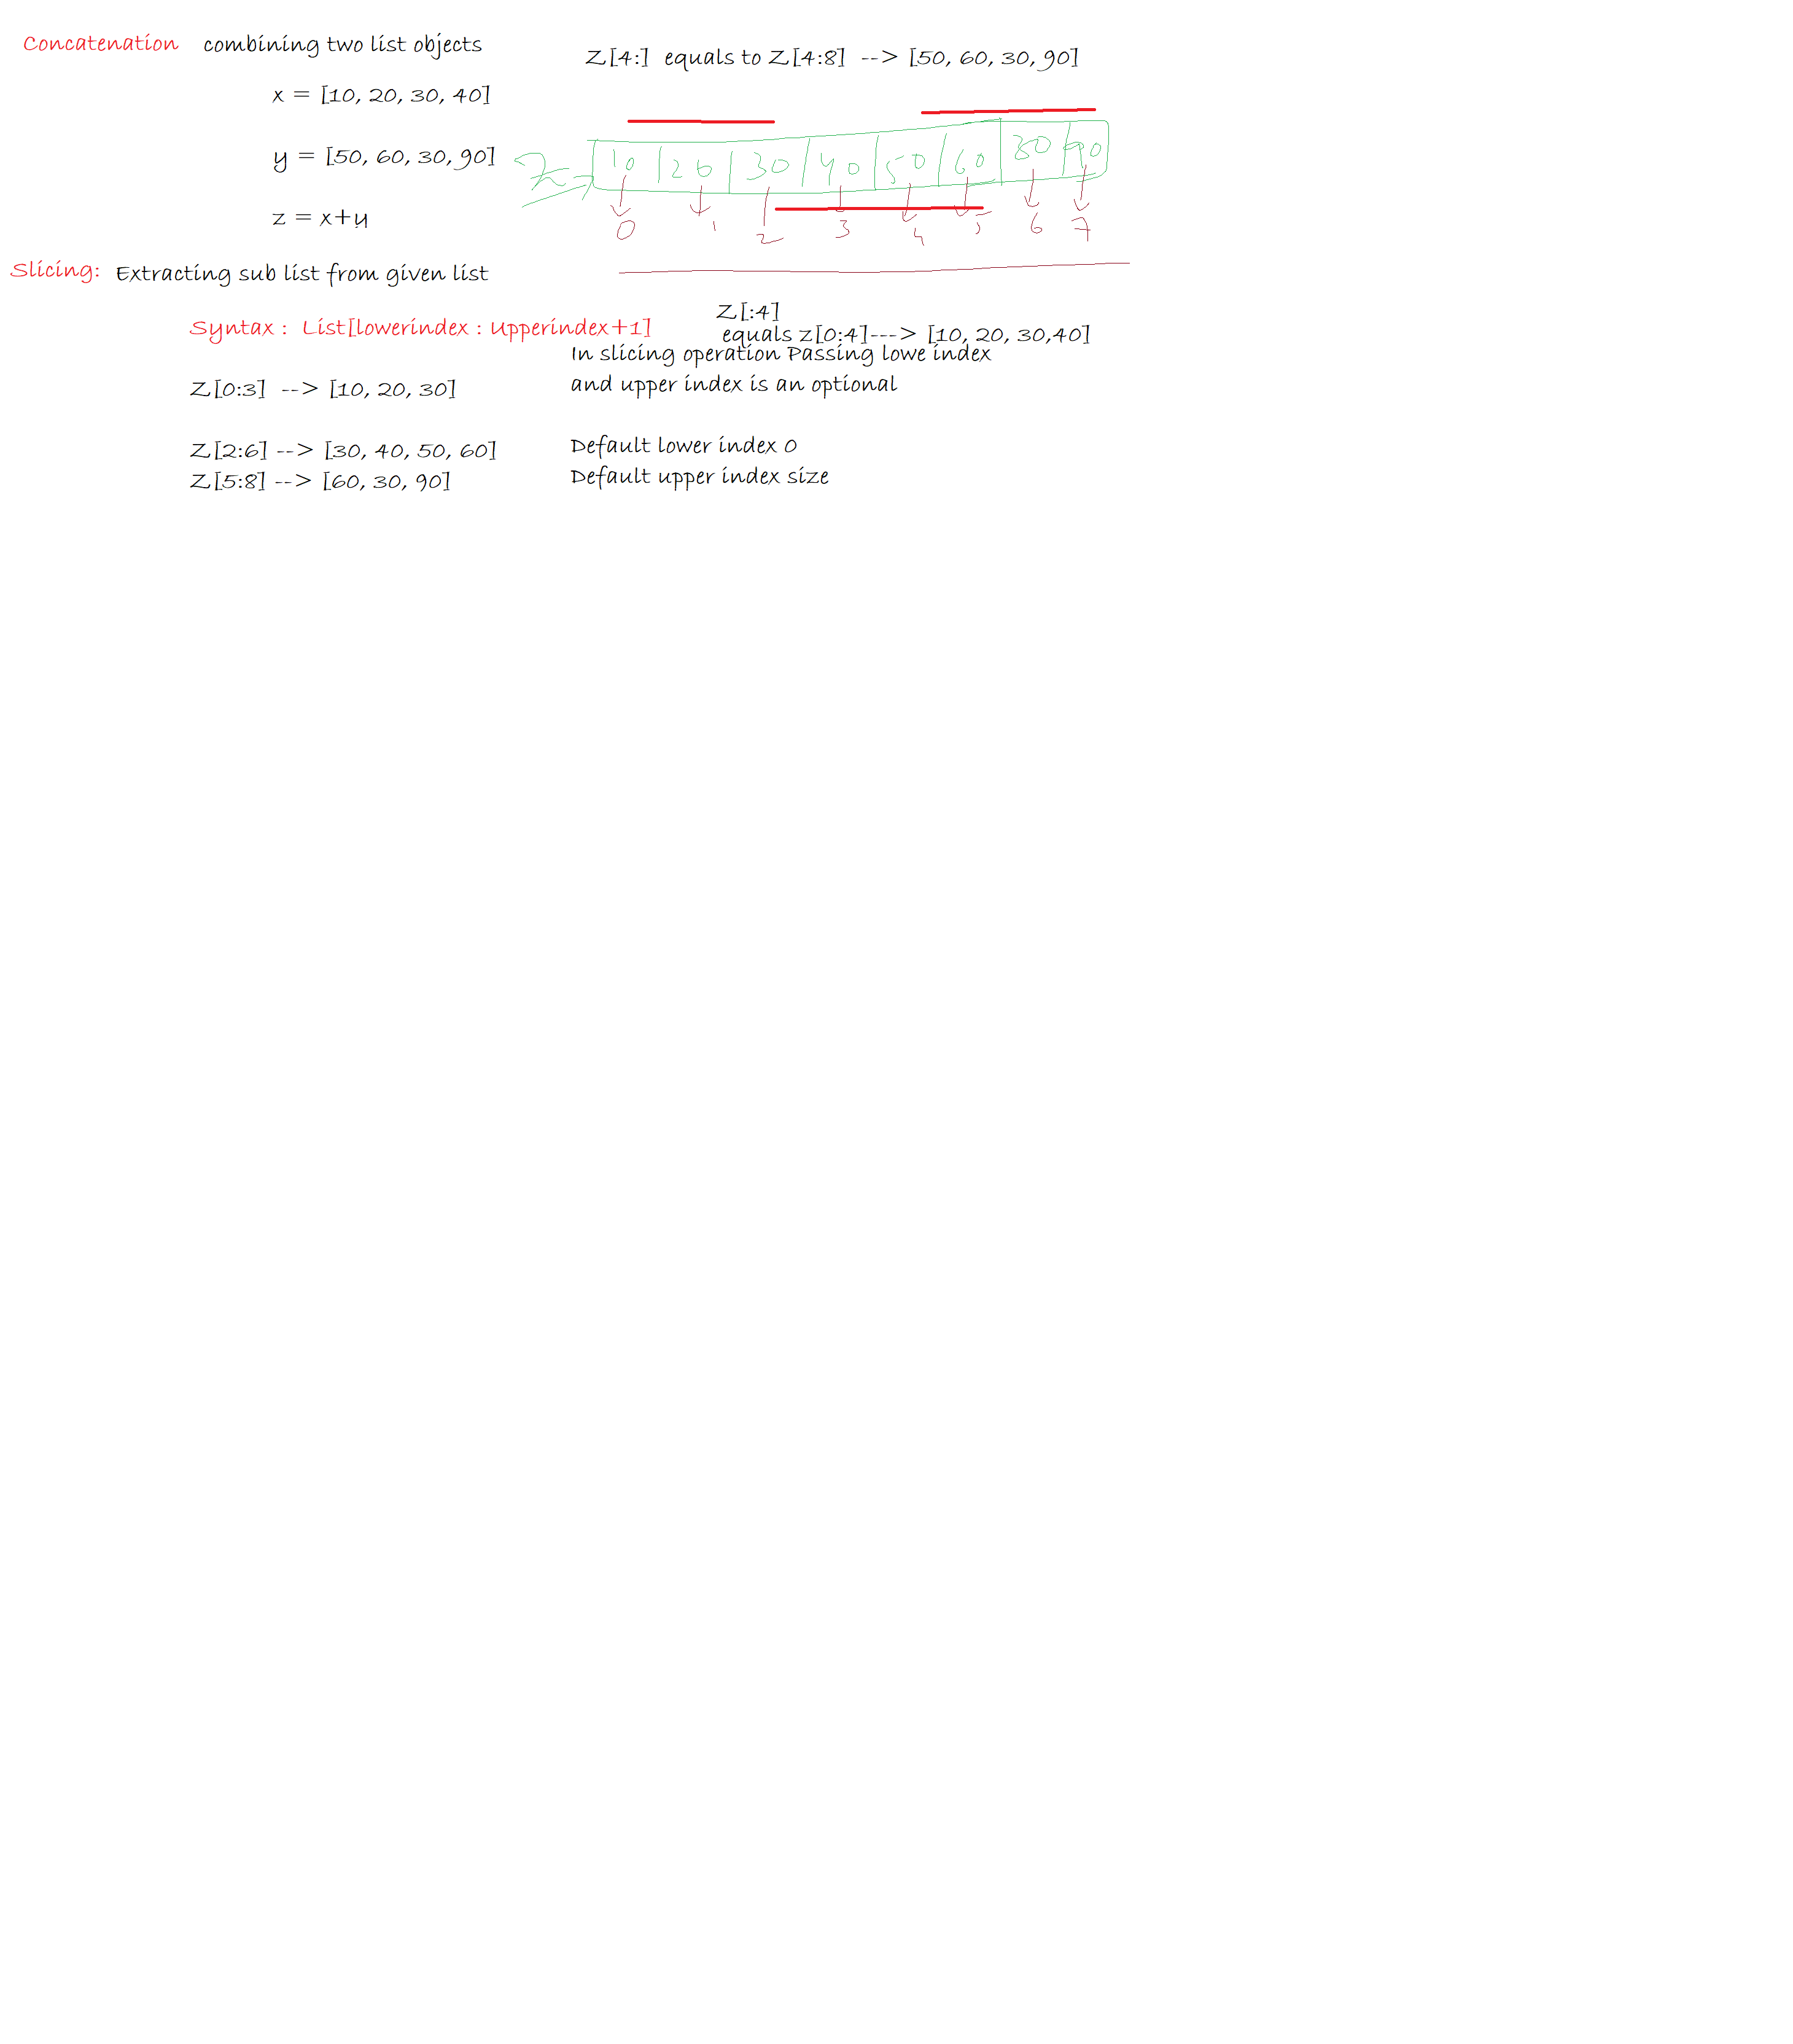 Concatenation combining two list objects
x = [10, 20, 30, 40]
y = [50, 60, 30, 90]
z = x+y
Z[4:] equals to Z[4:8] --> [50, 60, 30, 90]
Z 10 20 30 40 50 60 30 90
0 1 2 3 4 5 6 7
Slicing: Extracting sub list from given list
Syntax : List[lowerindex : Upperindex+1]
Z[0:3] --> [10, 20, 30]
Z[2:6] --> [30, 40, 50, 60]
Z[5:8] --> [60, 30, 90]
Z[:4]
equals z[0:4]---> [10, 20, 30,40]
In slicing operation Passing lowe index
and upper index is an optional
Default lower index 0
Default upper index size